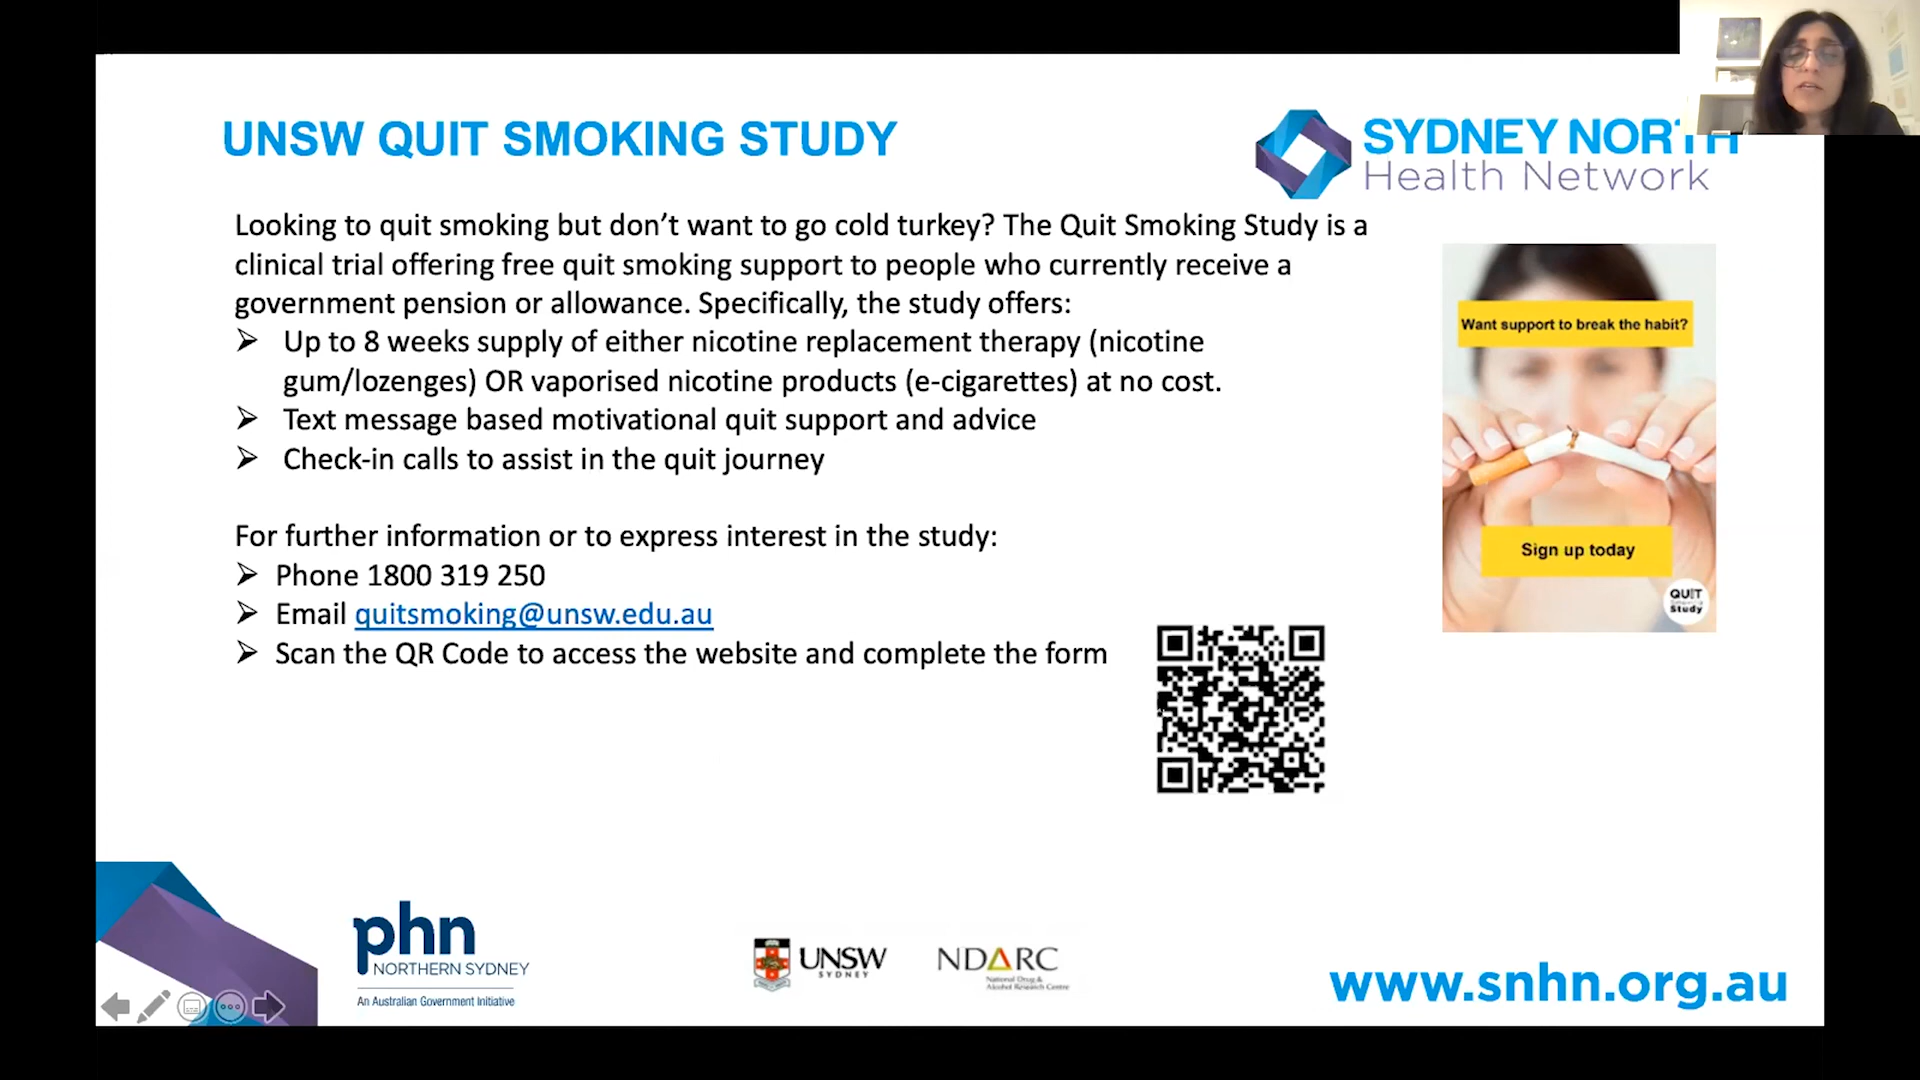 UNSW QUIT SMOKING STUDY
SYDNEY NORTH
Health Network
Looking to quit smoking but don’t want to go cold turkey? The Quit Smoking Study is a
clinical trial offering free quit smoking support to people who currently receive a
government pension or allowance. Specifically, the study offers:
Up to 8 weeks supply of either nicotine replacement therapy (nicotine
gum/lozenges) OR vaporised nicotine products (e-cigarettes) at no cost.
Text message based motivational quit support and advice
Check-in calls to assist in the quit journey
Want support to break the habit?
Sign up today
QUIT
Study
For further information or to express interest in the study:
Phone 1800 319 250
Email quitsmoking@unsw.edu.au
Scan the QR Code to access the website and complete the form
phn
NORTHERN SYDNEY
An Australian Government Initiative
UNSW
SYDNEY
NDARC
National Drug &
Alcohol Research Centre
www.snhn.org.au